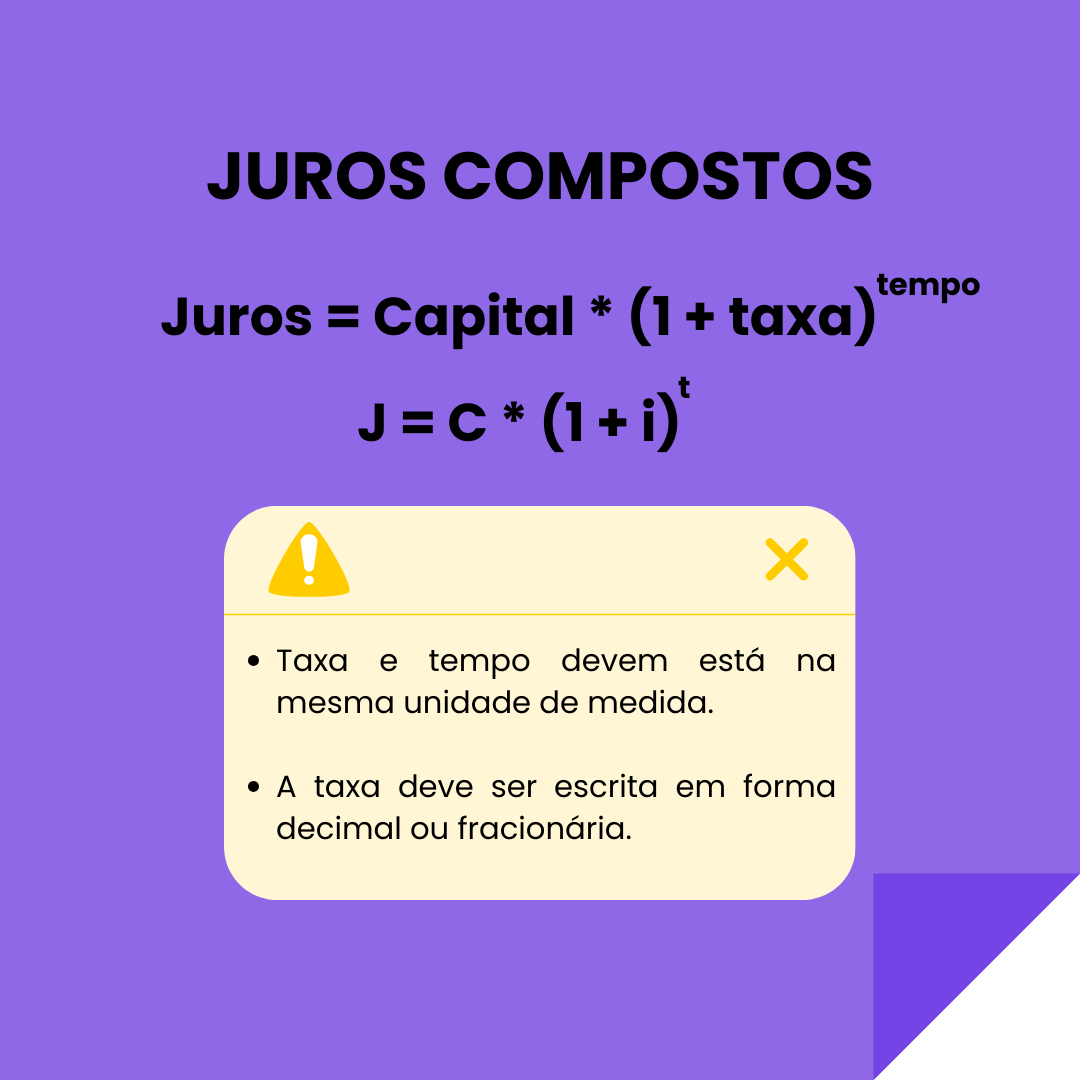 JUROS COMPOSTOS
Juros = Capital * (1 + taxa)^tempo
J = C * (1 + i)^t
• Taxa e tempo devem está na
mesma unidade de medida.
• A taxa deve ser escrita em forma
decimal ou fracionária.